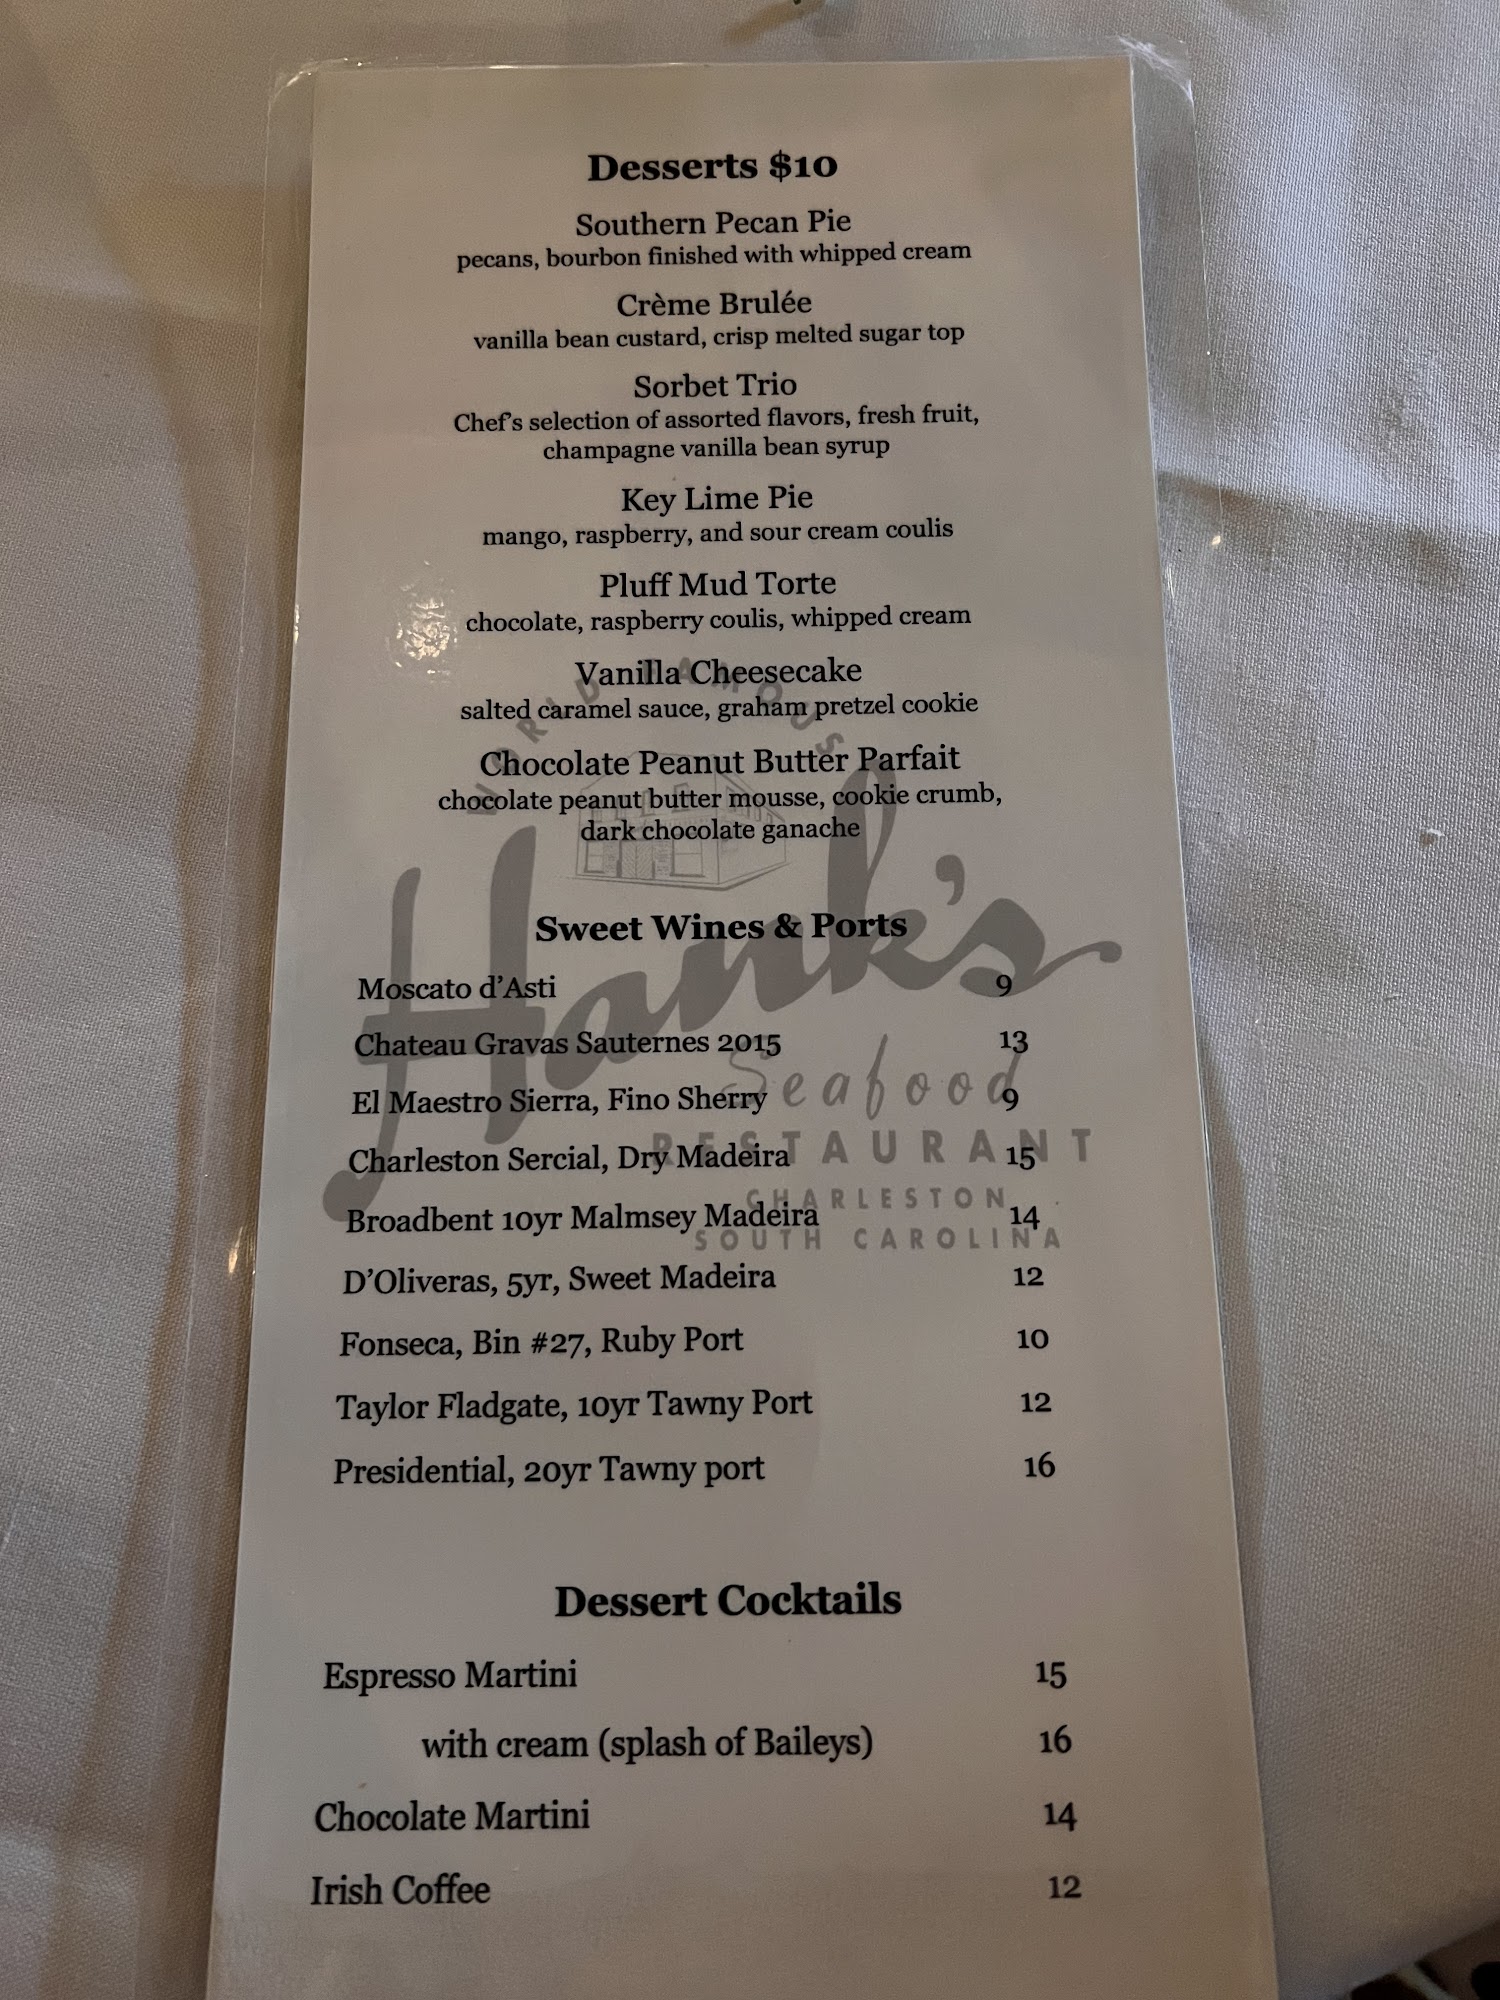 Desserts $10
Southern Pecan Pie
pecans, bourbon finished with whipped cream
Crème Brulée
vanilla bean custard, crisp melted sugar top
Sorbet Trio
Chef's selection of assorted flavors, fresh fruit,
champagne vanilla bean syrup
Key Lime Pie
mango, raspberry, and sour cream coulis
Pluff Mud Torte
chocolate, raspberry coulis, whipped cream
Vanilla Cheesecake
salted caramel sauce, graham pretzel cookie
Chocolate Peanut Butter Parfait
chocolate peanut butter mousse, cookie crumb,
dark chocolate ganache
WORLD FAMOUS
Hank's
Seafood
RESTAURANT
CHARLESTON
SOUTH CAROLINA
Sweet Wines & Ports
Moscato d'Asti 9
Chateau Gravas Sauternes 2015 13
El Maestro Sierra, Fino Sherry 9
Charleston Sercial, Dry Madeira 15
Broadbent 10yr Malmsey Madeira 14
D'Oliveras, 5yr, Sweet Madeira 12
Fonseca, Bin #27, Ruby Port 10
Taylor Fladgate, 10yr Tawny Port 12
Presidential, 20yr Tawny port 16
Dessert Cocktails
Espresso Martini 15
with cream (splash of Baileys) 16
Chocolate Martini 14
Irish Coffee 12